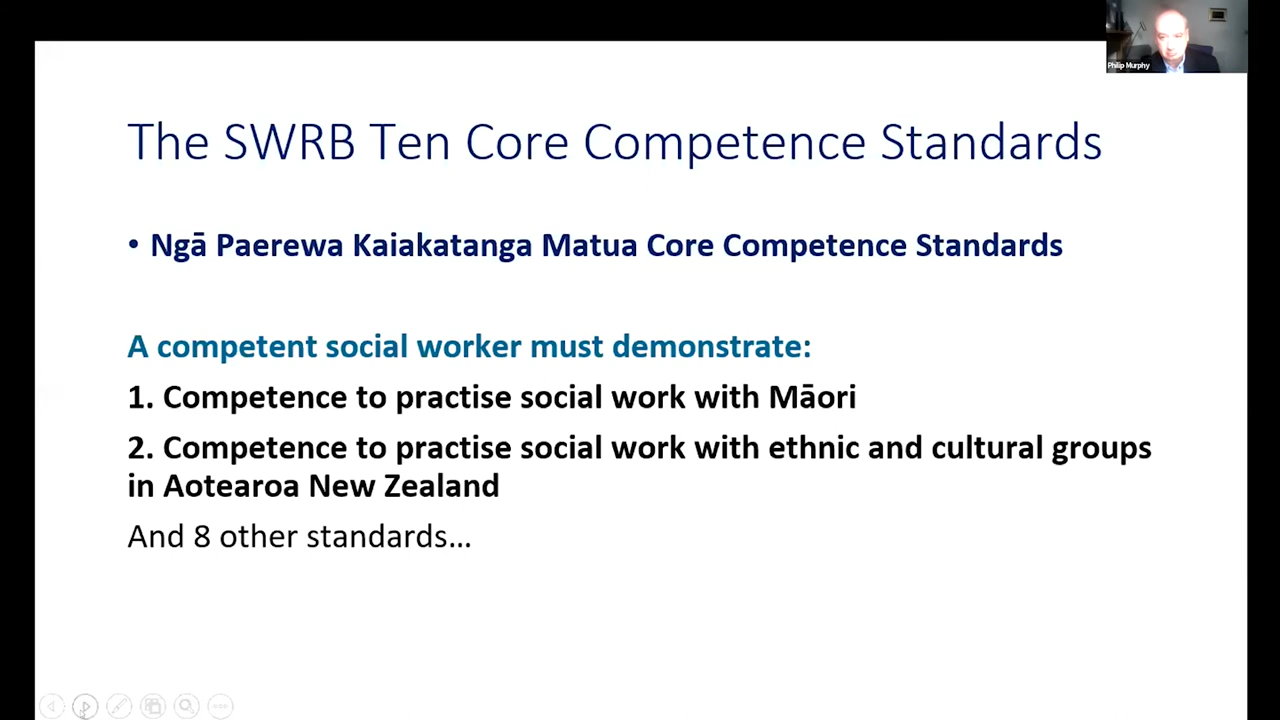 Philip Murphy
The SWRB Ten Core Competence Standards
• Ngā Paerewa Kaiakatanga Matua Core Competence Standards
A competent social worker must demonstrate:
1. Competence to practise social work with Māori
2. Competence to practise social work with ethnic and cultural groups
in Aotearoa New Zealand
And 8 other standards...